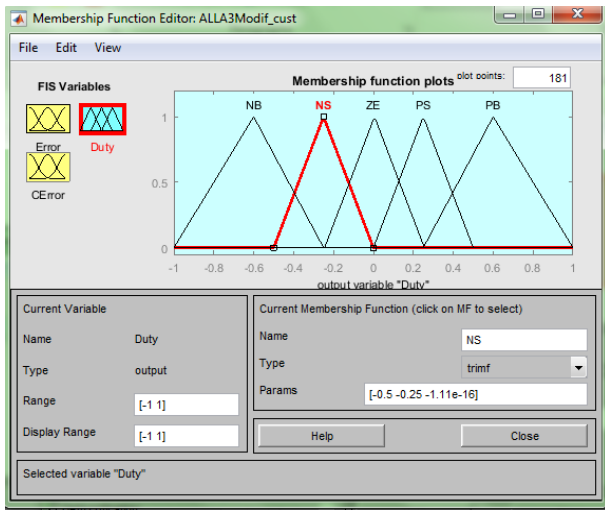 Membership Function Editor: ALLA3Modif_cust
File Edit View
FIS Variables
Membership function plots
plot points:
181
Error
Duty
CError
NB NS ZE PS PB
1
0.5
0
-1 -0.8 -0.6 -0.4 -0.2 0 0.2 0.4 0.6 0.8 1
output variable "Duty"
Current Variable
Name Duty
Type output
Range [-1 1]
Display Range [-1 1]
Current Membership Function (click on MF to select)
Name NS
Type trimf
Params [-0.5 -0.25 -1.11e-16]
Help Close
Selected variable "Duty"